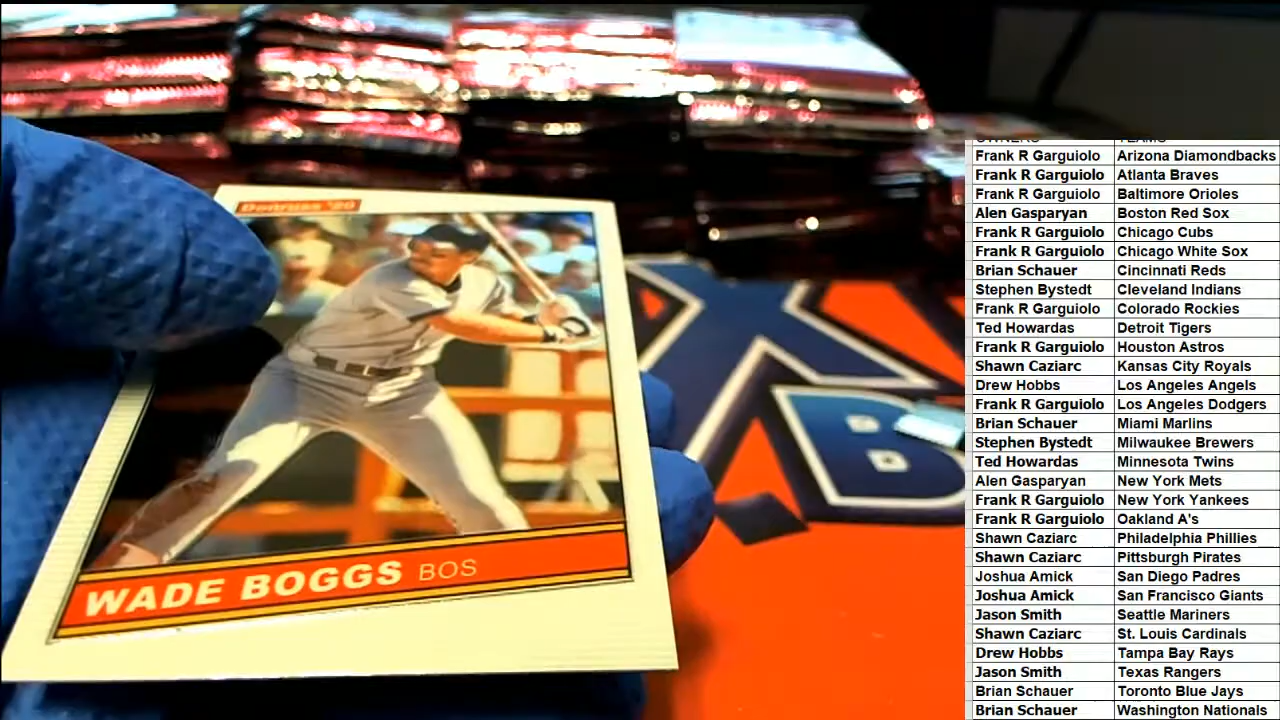 Donruss '20
WADE BOGGS BOS
X
B
OWNERS TEAMS
Frank R Garguiolo Arizona Diamondbacks
Frank R Garguiolo Atlanta Braves
Frank R Garguiolo Baltimore Orioles
Alen Gasparyan Boston Red Sox
Frank R Garguiolo Chicago Cubs
Frank R Garguiolo Chicago White Sox
Brian Schauer Cincinnati Reds
Stephen Bystedt Cleveland Indians
Frank R Garguiolo Colorado Rockies
Ted Howardas Detroit Tigers
Frank R Garguiolo Houston Astros
Shawn Caziarc Kansas City Royals
Drew Hobbs Los Angeles Angels
Frank R Garguiolo Los Angeles Dodgers
Brian Schauer Miami Marlins
Stephen Bystedt Milwaukee Brewers
Ted Howardas Minnesota Twins
Alen Gasparyan New York Mets
Frank R Garguiolo New York Yankees
Frank R Garguiolo Oakland A's
Shawn Caziarc Philadelphia Phillies
Shawn Caziarc Pittsburgh Pirates
Joshua Amick San Diego Padres
Joshua Amick San Francisco Giants
Jason Smith Seattle Mariners
Shawn Caziarc St. Louis Cardinals
Drew Hobbs Tampa Bay Rays
Jason Smith Texas Rangers
Brian Schauer Toronto Blue Jays
Brian Schauer Washington Nationals